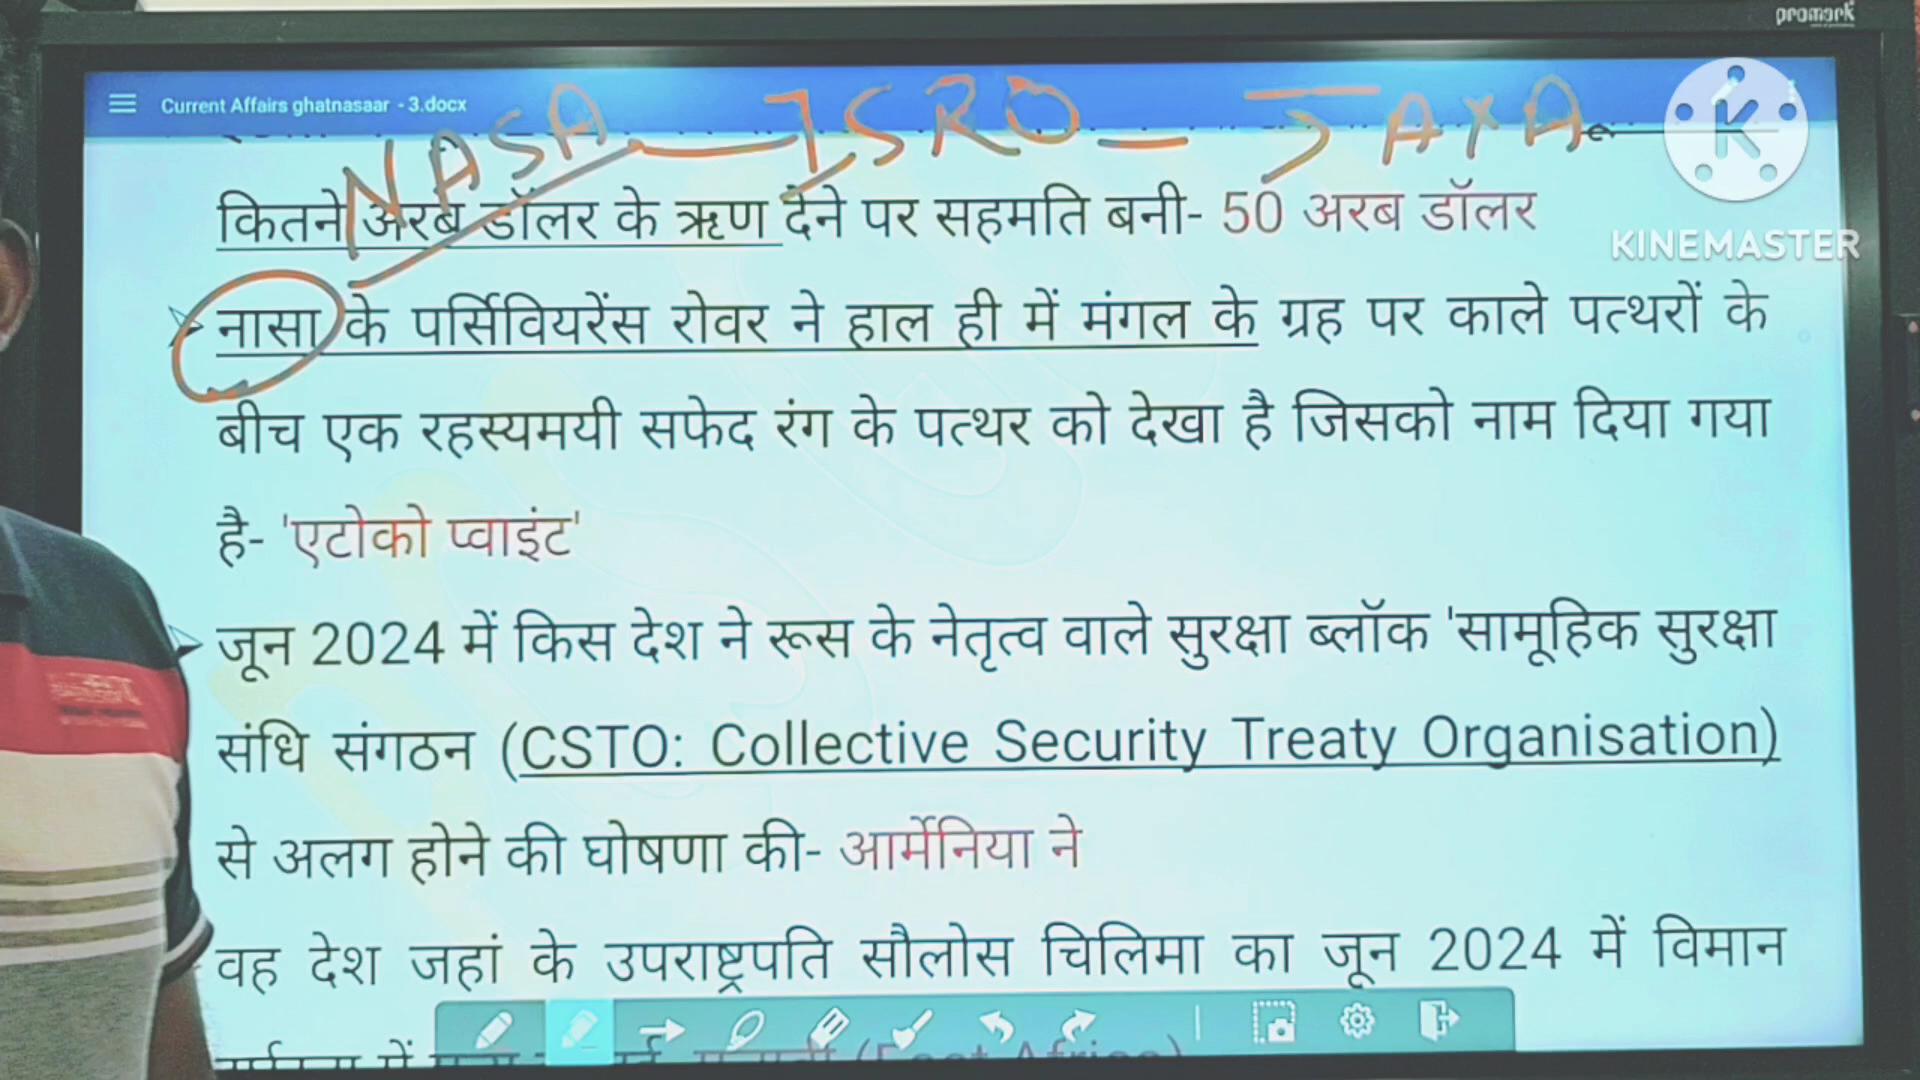 promark
Current Affairs ghatnasaar - 3.docx
NASA - ISRO - JAXA
KINEMASTER
कितने अरब डॉलर के ऋण देने पर सहमति बनी- 50 अरब डॉलर
नासा के पर्सिवियरेंस रोवर ने हाल ही में मंगल के ग्रह पर काले पत्थरों के
बीच एक रहस्यमयी सफेद रंग के पत्थर को देखा है जिसको नाम दिया गया
है- 'एटोको प्वाइंट'
जून 2024 में किस देश ने रूस के नेतृत्व वाले सुरक्षा ब्लॉक 'सामूहिक सुरक्षा
संधि संगठन (CSTO: Collective Security Treaty Organisation)
से अलग होने की घोषणा की- आर्मेनिया ने
वह देश जहां के उपराष्ट्रपति सौलोस चिलिमा का जून 2024 में विमान